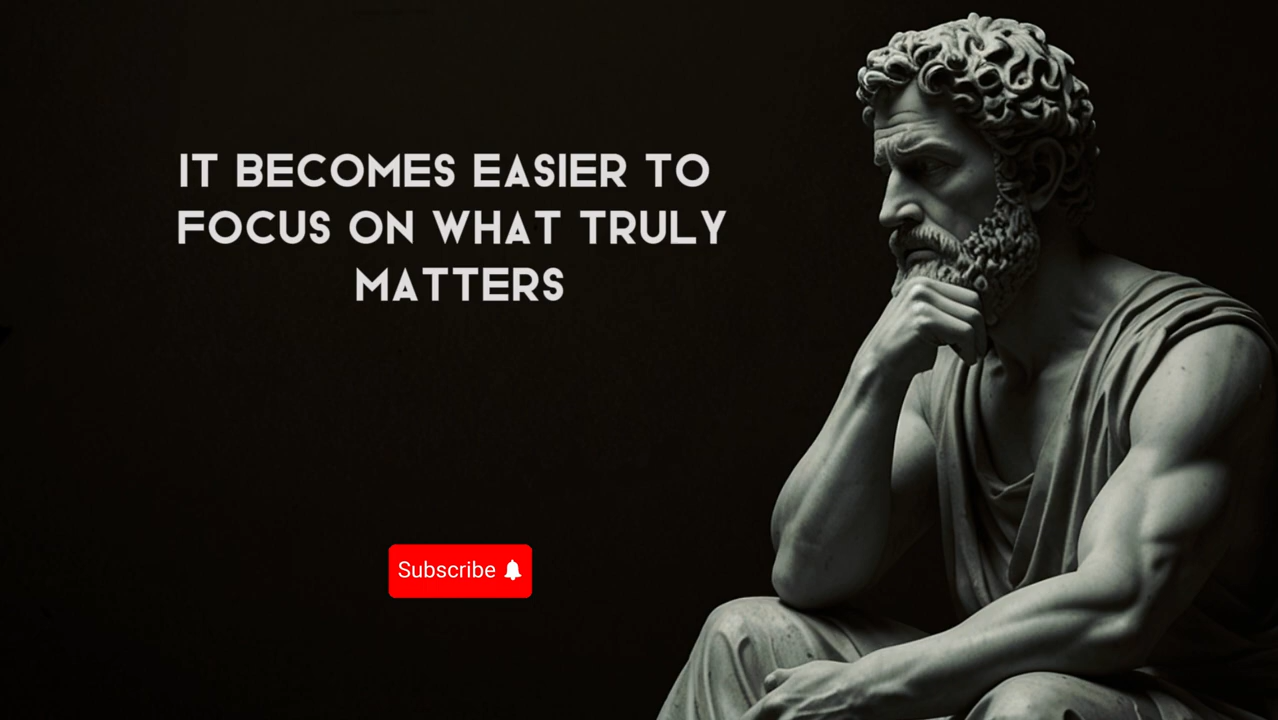 IT BECOMES EASIER TO
FOCUS ON WHAT TRULY
MATTERS
Subscribe